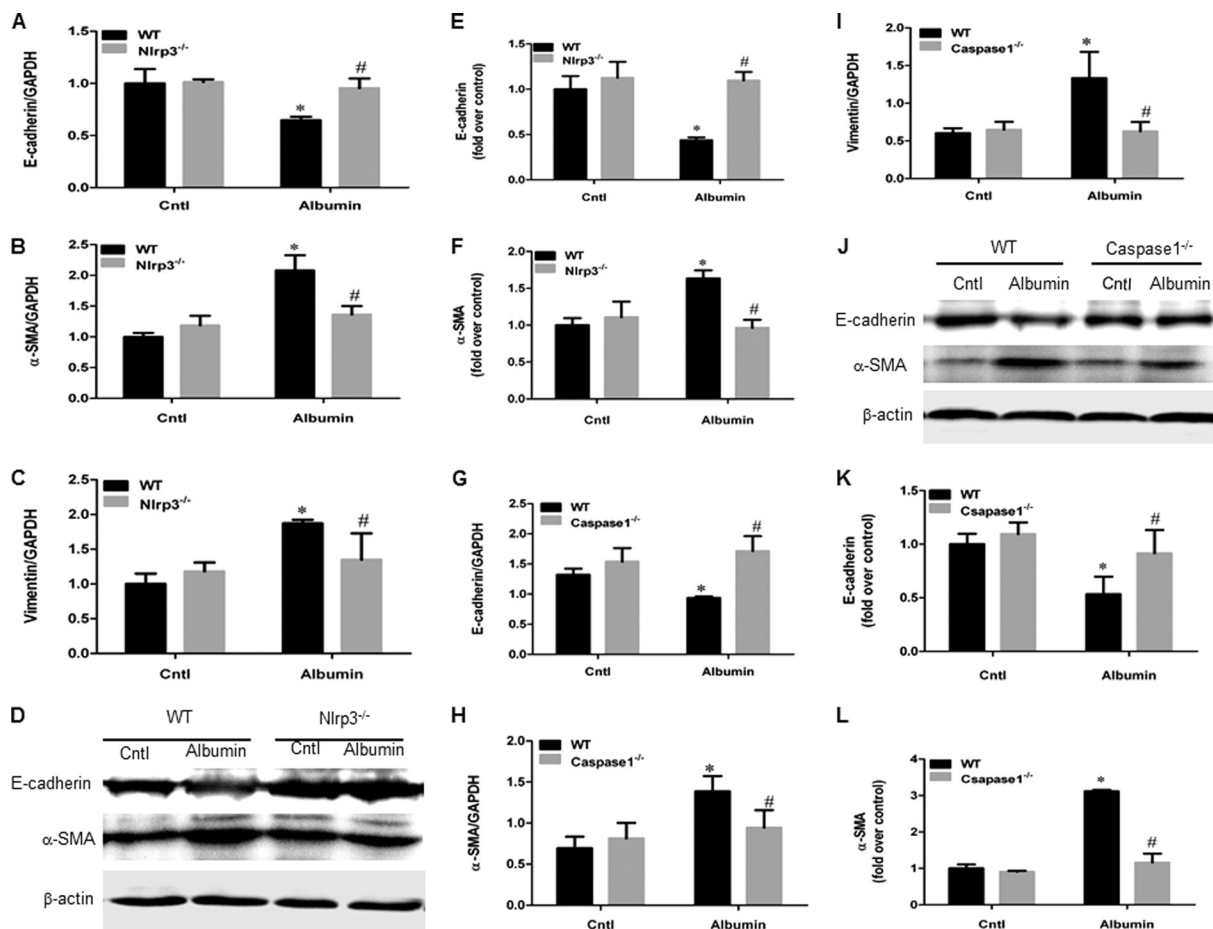 A
WT
Nlrp3-/-
E-cadherin/GAPDH
1.5
1.0
0.5
0.0
*
#
Cntl
Albumin
B
WT
Nlrp3-/-
α-SMA/GAPDH
2.5
2.0
1.5
1.0
0.5
0.0
*
#
Cntl
Albumin
C
WT
Nlrp3-/-
Vimentin/GAPDH
2.5
2.0
1.5
1.0
0.5
0.0
*
#
Cntl
Albumin
D
WT
Nlrp3-/-
Cntl
Albumin
Cntl
Albumin
E-cadherin
α-SMA
β-actin
E
WT
Nlrp3-/-
E-cadherin
(fold over control)
1.5
1.0
0.5
0.0
*
#
Cntl
Albumin
F
WT
Nlrp3-/-
α-SMA
(fold over control)
2.0
1.5
1.0
0.5
0.0
*
#
Cntl
Albumin
G
WT
Caspase1-/-
E-cadherin/GAPDH
2.5
2.0
1.5
1.0
0.5
0.0
*
#
Cntl
Albumin
H
WT
Caspase1-/-
α-SMA/GAPDH
2.0
1.5
1.0
0.5
0.0
*
#
Cntl
Albumin
I
WT
Caspase1-/-
Vimentin/GAPDH
2.0
1.5
1.0
0.5
0.0
*
#
Cntl
Albumin
J
WT
Caspase1-/-
Cntl
Albumin
Cntl
Albumin
E-cadherin
α-SMA
β-actin
K
WT
Csapase1-/-
E-cadherin
(fold over control)
1.5
1.0
0.5
0.0
*
#
Cntl
Albumin
L
WT
Csapase1-/-
α-SMA
(fold over control)
4
3
2
1
0
*
#
Cntl
Albumin